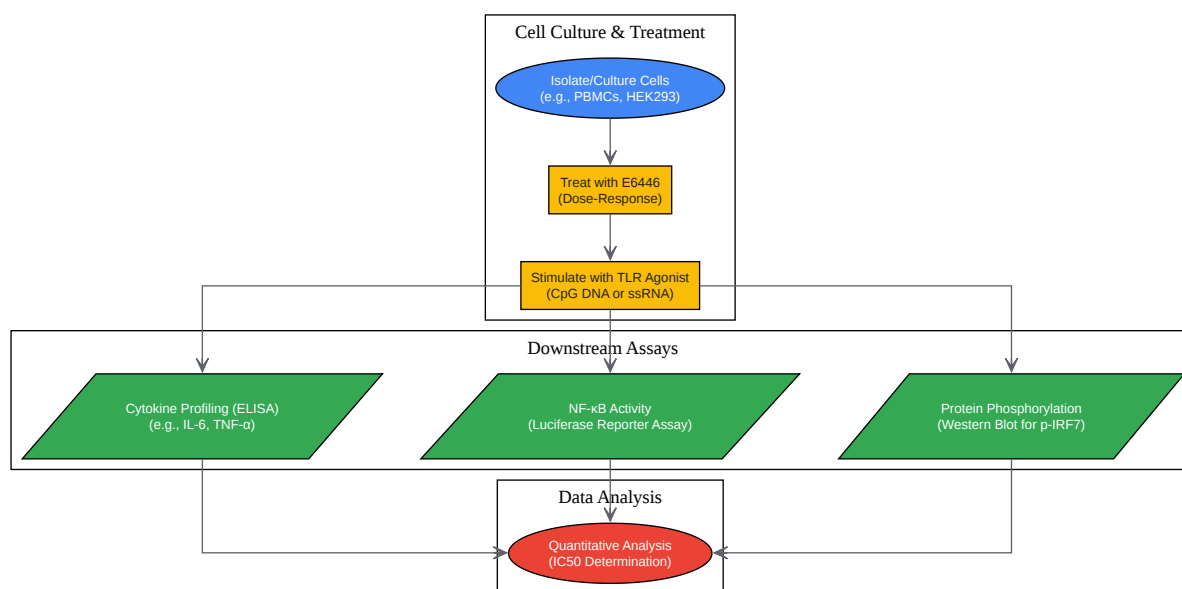 Cell Culture & Treatment
Isolate/Culture Cells
(e.g., PBMCs, HEK293)
Treat with E6446
(Dose-Response)
Stimulate with TLR Agonist
(CpG DNA or ssRNA)
Downstream Assays
Cytokine Profiling (ELISA)
(e.g., IL-6, TNF-α)
NF-κB Activity
(Luciferase Reporter Assay)
Protein Phosphorylation
(Western Blot for p-IRF7)
Data Analysis
Quantitative Analysis
(IC50 Determination)